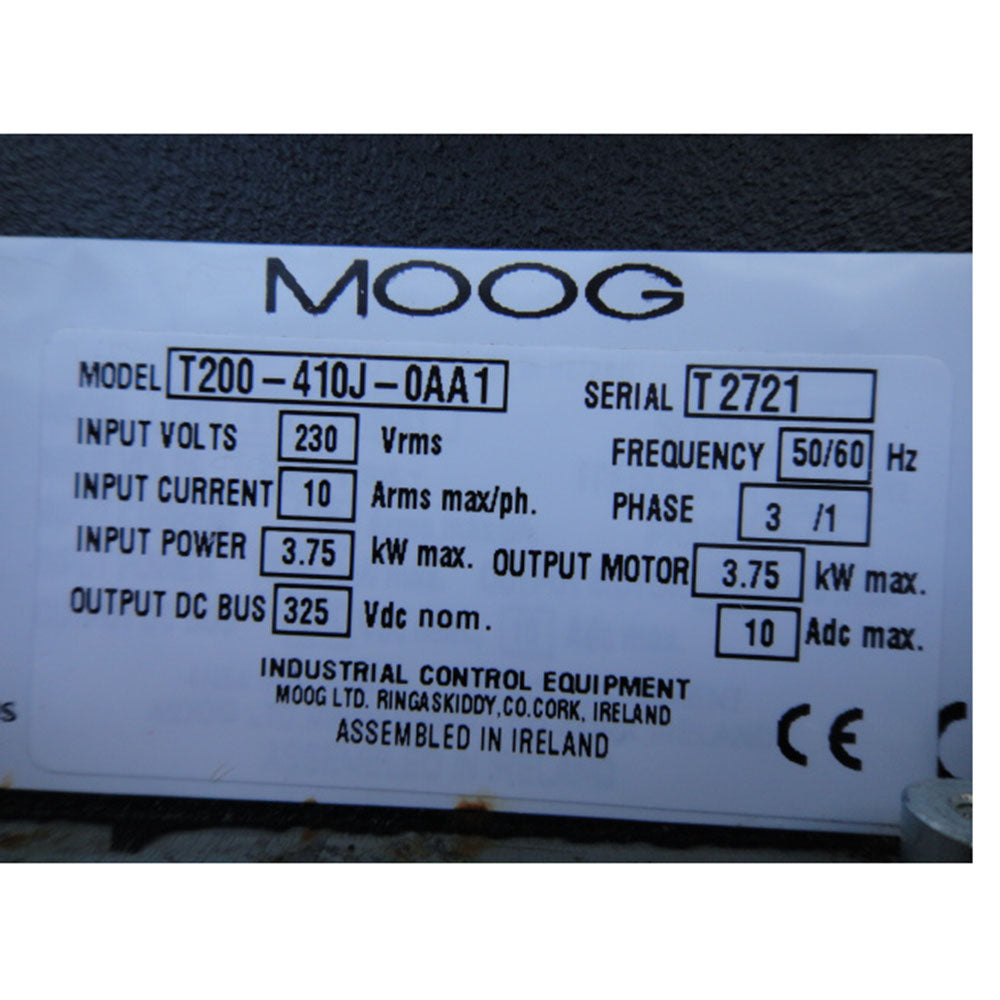 MOOG
MODEL T200-410J-0AA1 SERIAL T 2721
INPUT VOLTS 230 Vrms FREQUENCY 50/60 Hz
INPUT CURRENT 10 Arms max/ph. PHASE 3 /1
INPUT POWER 3.75 kW max. OUTPUT MOTOR 3.75 kW max.
OUTPUT DC BUS 325 Vdc nom. 10 Adc max.
INDUSTRIAL CONTROL EQUIPMENT
MOOG LTD. RINGASKIDDY,CO.CORK, IRELAND
ASSEMBLED IN IRELAND
CE